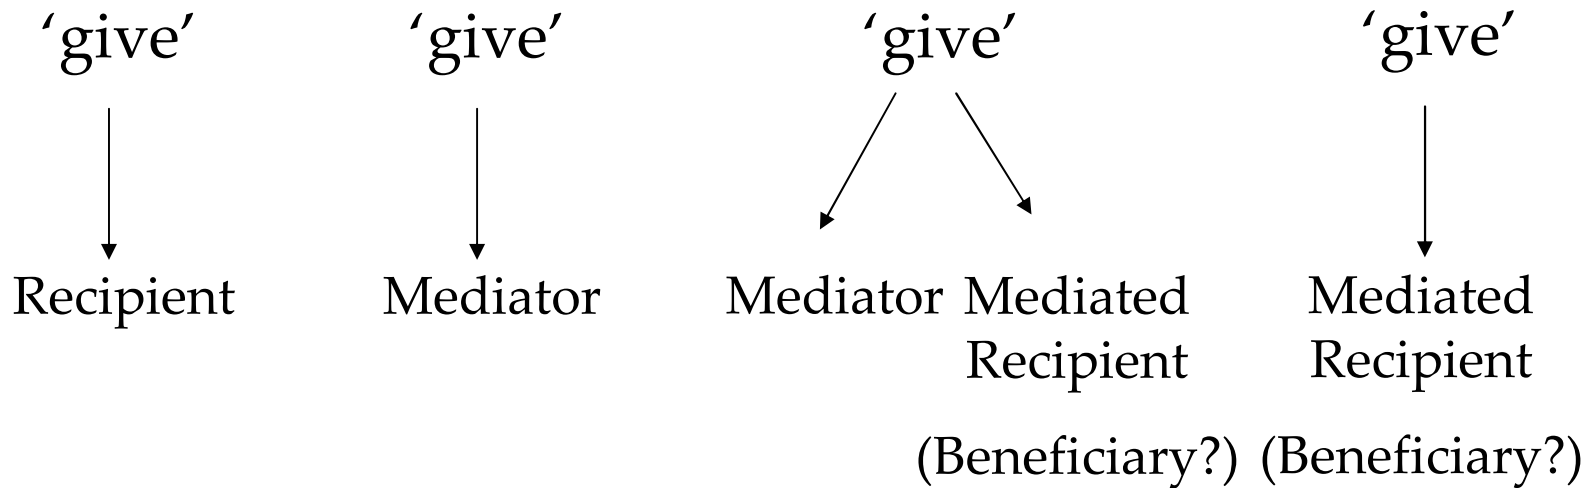 ‘give’ ‘give’ ‘give’ ‘give’
Recipient Mediator Mediator Mediated Mediated
Recipient Recipient
(Beneficiary?) (Beneficiary?)